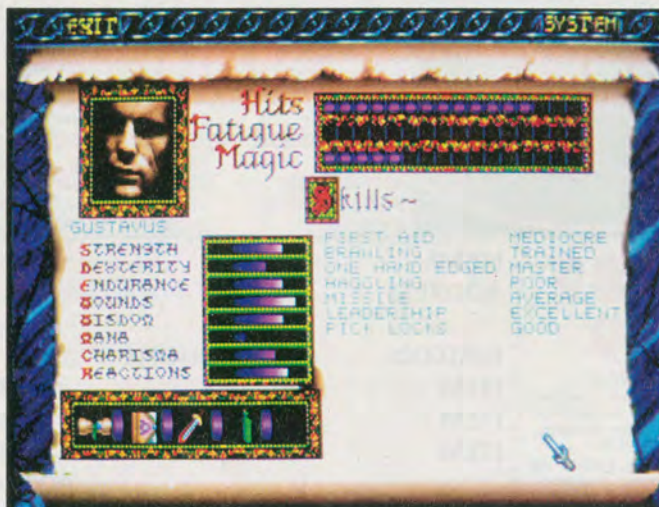 EXIT SYSTEM
Hits
Fatigue
Magic
Skills~
GUSTAVUS
STRENGTH
DEXTERITY
ENDURANCE
WOUNDS
WISDOM
MANA
CHARISMA
REACTIONS
FIRST AID MEDIOCRE
BRAWLING TRAINED
ONE HAND EDGED MASTER
HAGGLING POOR
MISSILE AVERAGE
LEADERSHIP EXCELLENT
PICK LOCKS GOOD